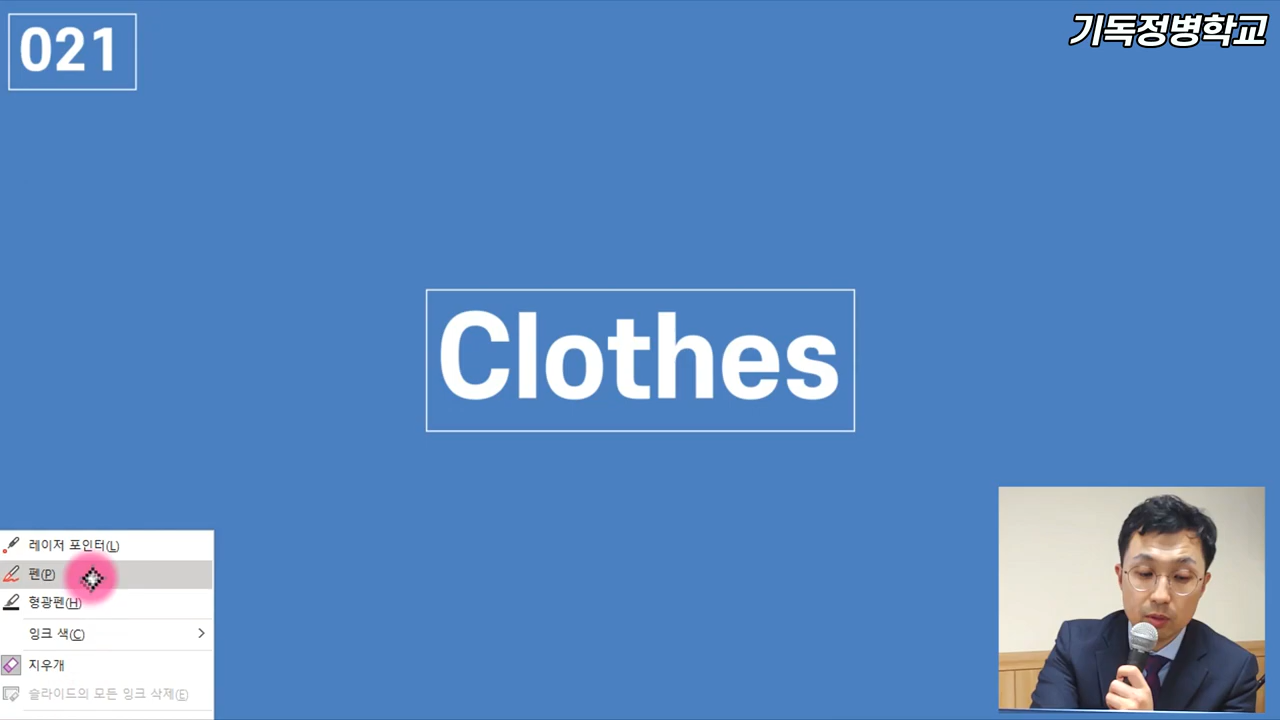 021
기독정병학교
Clothes
레이저 포인터(L)
펜(P)
형광펜(H)
잉크 색(C)
지우개
슬라이드의 모든 잉크 삭제(E)